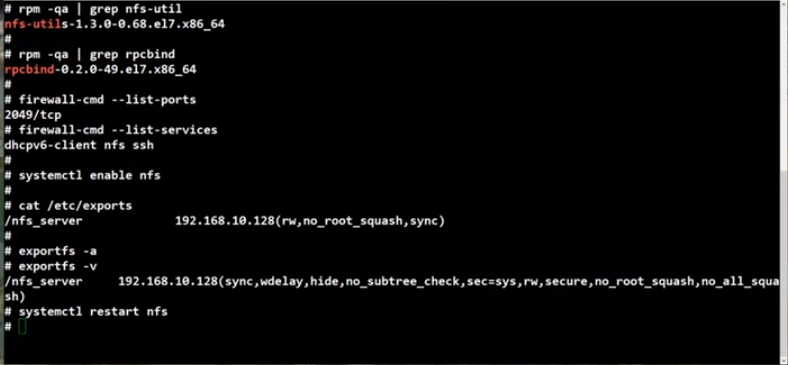 # rpm -qa | grep nfs-util
nfs-utils-1.3.0-0.68.el7.x86_64
#
# rpm -qa | grep rpcbind
rpcbind-0.2.0-49.el7.x86_64
#
# firewall-cmd --list-ports
2049/tcp
# firewall-cmd --list-services
dhcpv6-client nfs ssh
#
# systemctl enable nfs
#
# cat /etc/exports
/nfs_server 192.168.10.128(rw,no_root_squash,sync)
#
# exportfs -a
# exportfs -v
/nfs_server 192.168.10.128(sync,wdelay,hide,no_subtree_check,sec=sys,rw,secure,no_root_squash,no_all_squa
sh)
# systemctl restart nfs
#